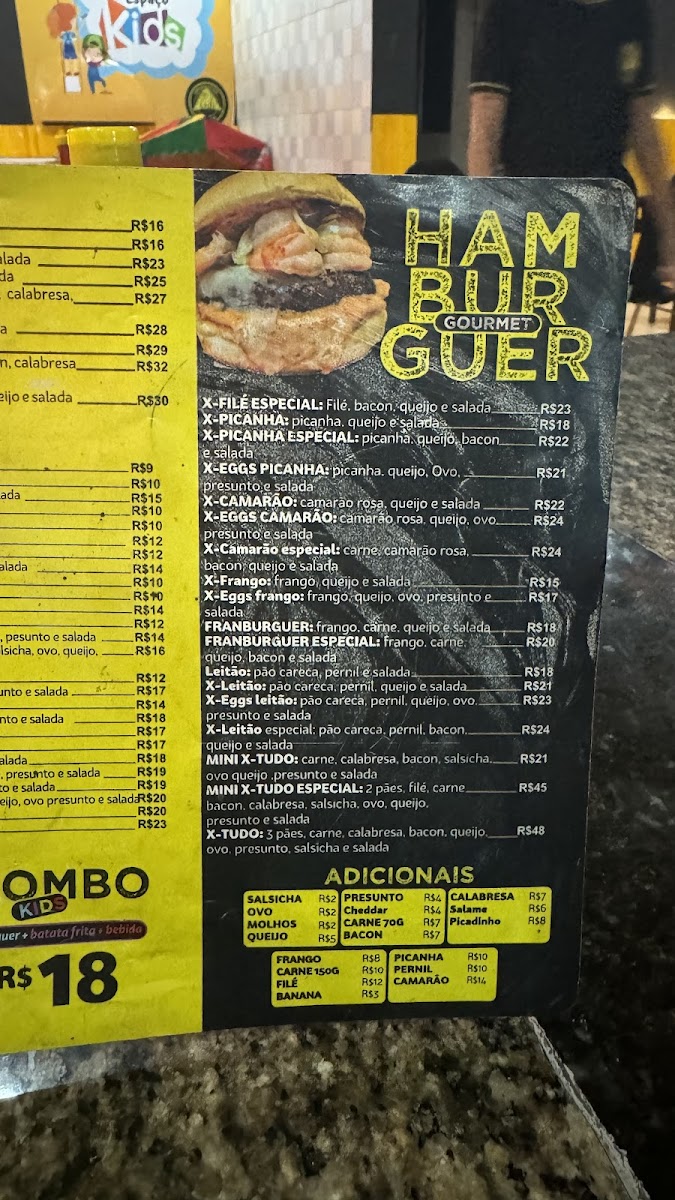 Espaço
Kids
R$16
R$16
alada R$23
da R$25
calabresa, R$27
a R$28
R$29
n, calabresa R$32
eijo e salada R$30
R$9
R$10
ada R$15
R$10
R$10
R$12
R$12
alada R$14
R$10
R$10
R$14
R$12
, pesunto e salada R$14
lsicha, ovo, queijo, R$16
R$12
unto e salada R$17
R$14
nto e salada R$18
R$17
R$17
alada R$18
, presunto e salada R$19
to e salada R$19
eijo, ovo presunto e salada R$20
R$20
R$23
OMBO
KIDS
uer + batata frita + bebida
R$ 18
HAM
BUR
GOURMET
GUER
X-FILÉ ESPECIAL: Filé, bacon, queijo e salada R$23
X-PICANHA: picanha, queijo e salada R$18
X-PICANHA ESPECIAL: picanha, queijo, bacon R$22
e salada
X-EGGS PICANHA: picanha, queijo, Ovo, R$21
presunto e salada
X-CAMARÃO: camarão rosa, queijo e salada R$22
X-EGGS CAMARÃO: camarão rosa, queijo, ovo R$24
presunto e salada
X-Camarão especial: carne, camarão rosa, R$24
bacon, queijo e salada
X-Frango: frango, queijo e salada R$15
X-Eggs frango: frango, queijo, ovo, presunto e R$17
salada
FRANBURGUER: frango, carne, queijo e salada R$18
FRANBURGUER ESPECIAL: frango, carne, R$20
queijo, bacon e salada
Leitão: pão careca, pernil e salada R$18
X-Leitão: pão careca, pernil, queijo e salada R$21
X-Eggs leitão: pão careca, pernil, queijo, ovo, R$23
presunto e salada
X-Leitão especial: pão careca, pernil, bacon, R$24
queijo e salada
MINI X-TUDO: carne, calabresa, bacon, salsicha, R$21
ovo queijo ,presunto e salada
MINI X-TUDO ESPECIAL: 2 pães, filé, carne R$45
bacon, calabresa, salsicha, ovo, queijo,
presunto e salada
X-TUDO: 3 pães, carne, calabresa, bacon, queijo, R$48
ovo, presunto, salsicha e salada
ADICIONAIS
SALSICHA R$2
OVO R$2
MOLHOS R$2
QUEIJO R$5
PRESUNTO R$4
Cheddar R$4
CARNE 70G R$7
BACON R$7
CALABRESA R$7
Salame R$6
Picadinho R$8
FRANGO R$8
CARNE 150G R$10
FILÉ R$12
BANANA R$3
PICANHA R$10
PERNIL R$10
CAMARÃO R$14